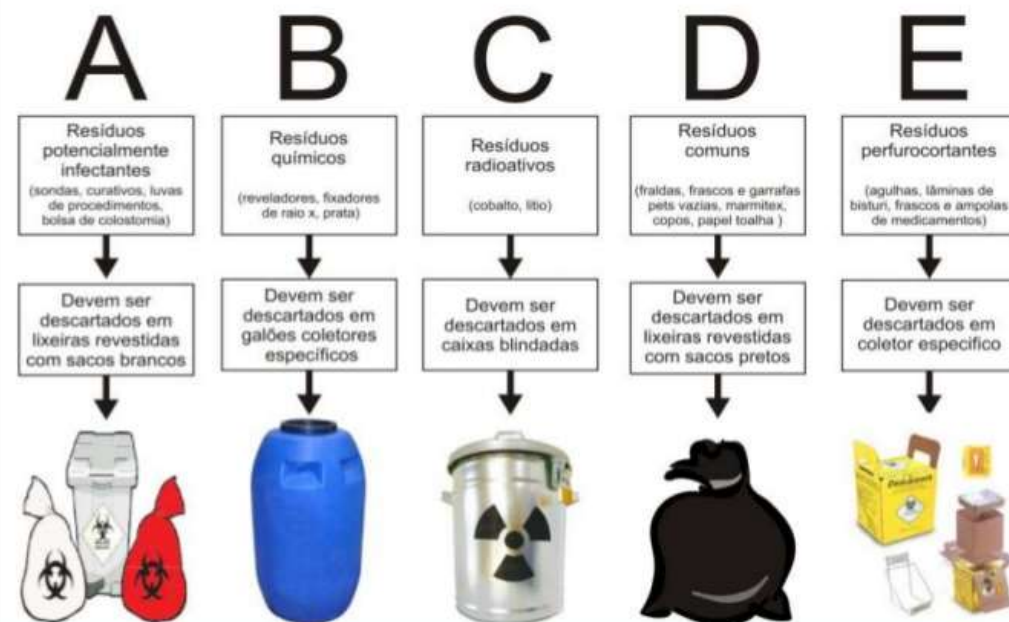 A
Resíduos
potencialmente
infectantes
(sondas, curativos, luvas
de procedimentos,
bolsa de colostomia)
Devem ser
descartados em
lixeiras revestidas
com sacos brancos
B
Resíduos
químicos
(reveladores, fixadores
de raio x, prata)
Devem ser
descartados em
galões coletores
específicos
C
Resíduos
radioativos
(cobalto, lítio)
Devem ser
descartados em
caixas blindadas
D
Resíduos
comuns
(fraldas, frascos e garrafas
pets vazias, marmitex,
copos, papel toalha )
Devem ser
descartados em
lixeiras revestidas
com sacos pretos
E
Resíduos
perfurocortantes
(agulhas, lâminas de
bisturi, frascos e ampolas
de medicamentos)
Devem ser
descartado em
coletor especifico